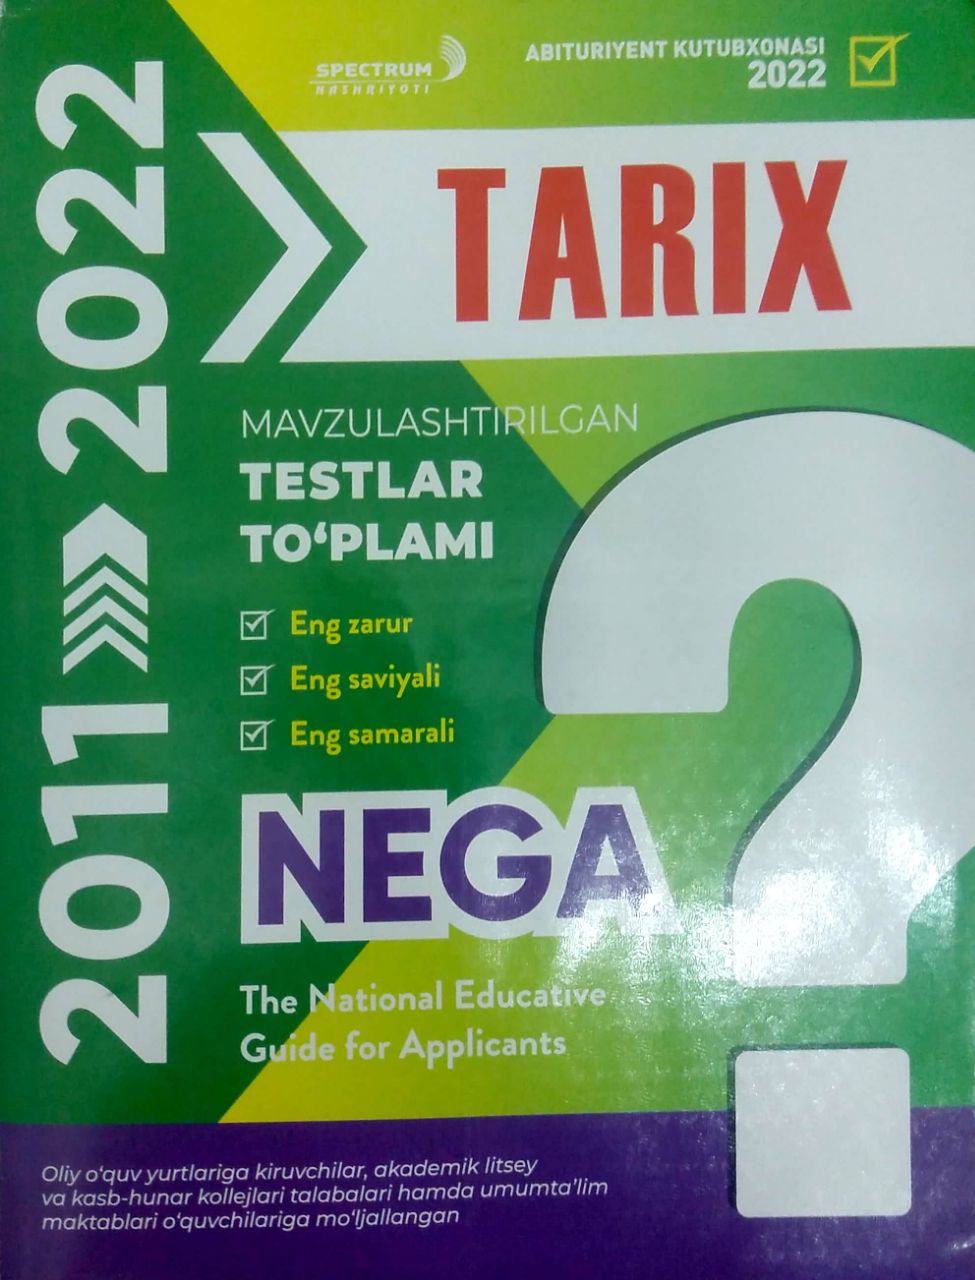 SPECTRUM
NASHRIYOTI
ABITURIYENT KUTUBXONASI
2022
TARIX
2011 2022
MAVZULASHTIRILGAN
TESTLAR
TO‘PLAMI
Eng zarur
Eng saviyali
Eng samarali
NEGA?
The National Educative
Guide for Applicants
Oliy o‘quv yurtlariga kiruvchilar, akademik litsey
va kasb-hunar kollejlari talabalari hamda umumta’lim
maktablari o‘quvchilariga mo‘ljallangan